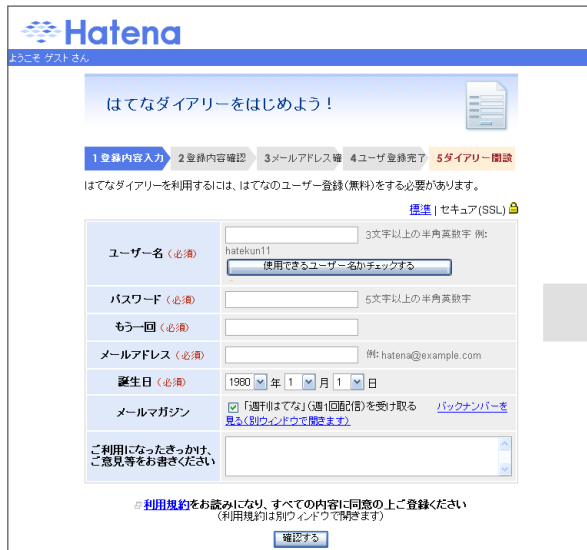 Hatena
ようこそ ゲスト さん
はてなダイアリーをはじめよう！
1 登録内容入力 2 登録内容確認 3メールアドレス確 4ユーザ登録完了 5ダイアリー開設
はてなダイアリーを利用するには、はてなのユーザー登録(無料)をする必要があります。
標準 | セキュア(SSL)
ユーザー名 (必須) 3文字以上の半角英数字 例:
hatekun11
使用できるユーザー名かチェックする
パスワード (必須) 5文字以上の半角英数字
もう一回 (必須)
メールアドレス (必須) 例: hatena@example.com
誕生日 (必須) 1980 年 1 月 1 日
メールマガジン 「週刊はてな」(週1回配信)を受け取る バックナンバーを
見る(別ウィンドウで開きます)
ご利用になったきっかけ、
ご意見等をお書きください
利用規約をお読みになり、すべての内容に同意の上ご登録ください
(利用規約は別ウィンドウで開きます)
確認する